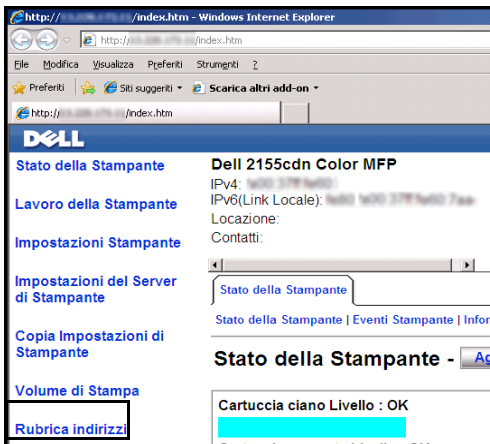 http:// /index.htm - Windows Internet Explorer
http:// /index.htm
File Modifica Visualizza Preferiti Strumenti ?
Preferiti Siti suggeriti Scarica altri add-on
http:// /index.htm
DELL
Stato della Stampante
Lavoro della Stampante
Impostazioni Stampante
Impostazioni del Server
di Stampante
Copia Impostazioni di
Stampante
Volume di Stampa
Rubrica indirizzi
Dell 2155cdn Color MFP
IPv4:
IPv6(Link Locale):
Locazione:
Contatti:
Stato della Stampante
Stato della Stampante | Eventi Stampante | Infor
Stato della Stampante - Ag
Cartuccia ciano Livello : OK